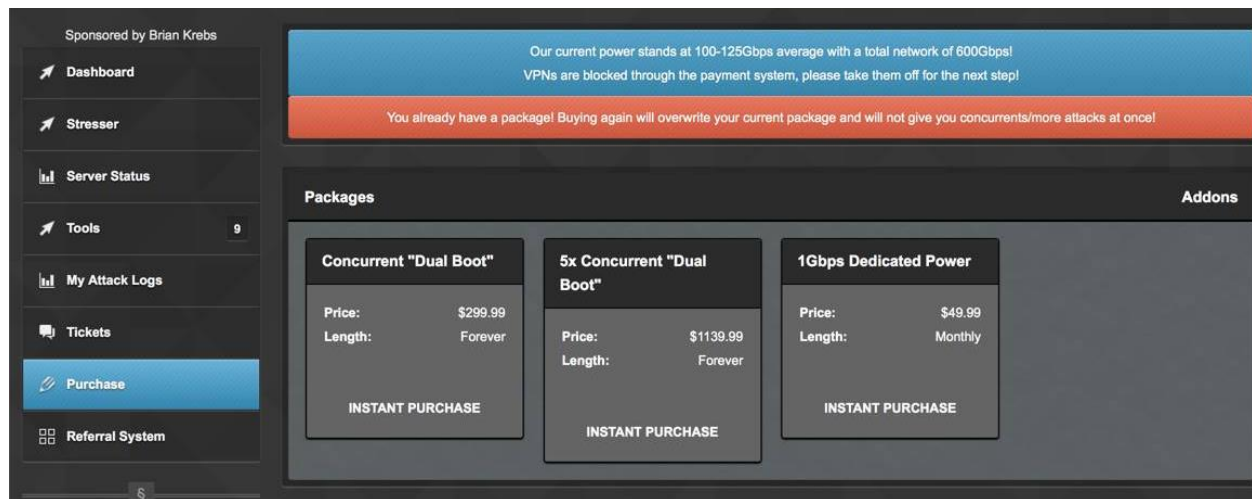 Sponsored by Brian Krebs
Dashboard
Stresser
Server Status
Tools 9
My Attack Logs
Tickets
Purchase
Referral System
§
Our current power stands at 100-125Gbps average with a total network of 600Gbps!
VPNs are blocked through the payment system, please take them off for the next step!
You already have a package! Buying again will overwrite your current package and will not give you concurrents/more attacks at once!
Packages Addons
Concurrent "Dual Boot"
Price: $299.99
Length: Forever
INSTANT PURCHASE
5x Concurrent "Dual
Boot"
Price: $1139.99
Length: Forever
INSTANT PURCHASE
1Gbps Dedicated Power
Price: $49.99
Length: Monthly
INSTANT PURCHASE